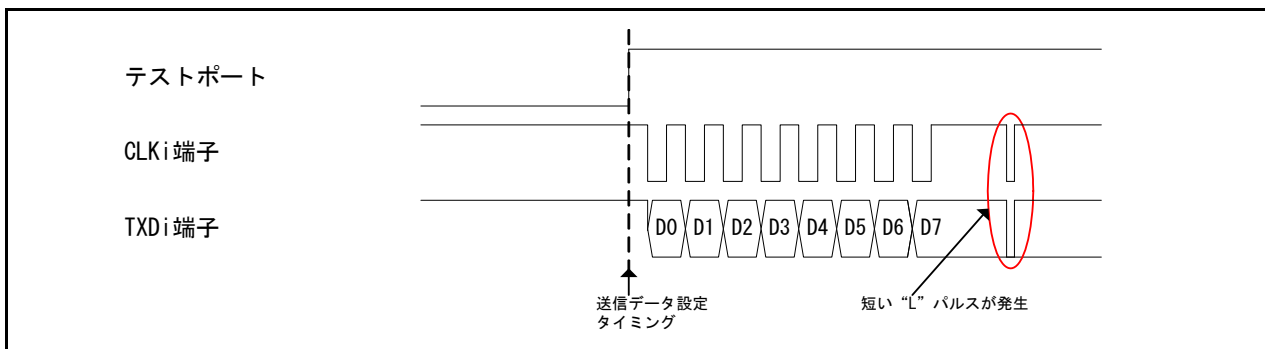 テストポート
CLKi端子
TXDi端子
D0 D1 D2 D3 D4 D5 D6 D7
送信データ設定
タイミング
短い“L”パルスが発生